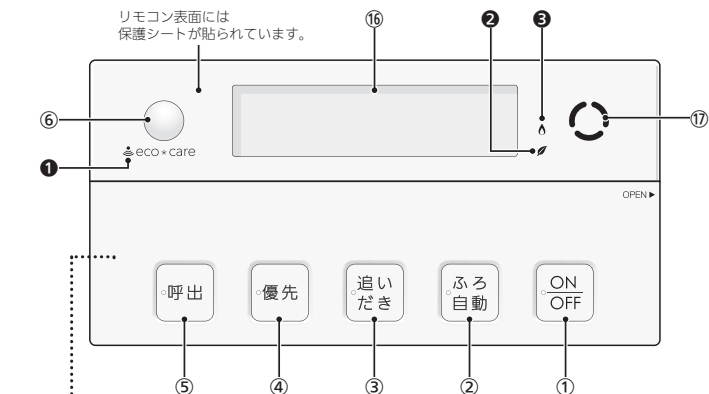 リモコン表面には
保護シートが貼られています。
⑯ ❷ ❸
⑥ ⑰
eco*care
❶ ❷
OPEN▶
呼出 優先 追い ふろ ON
だき 自動 OFF
⑤ ④ ③ ② ①